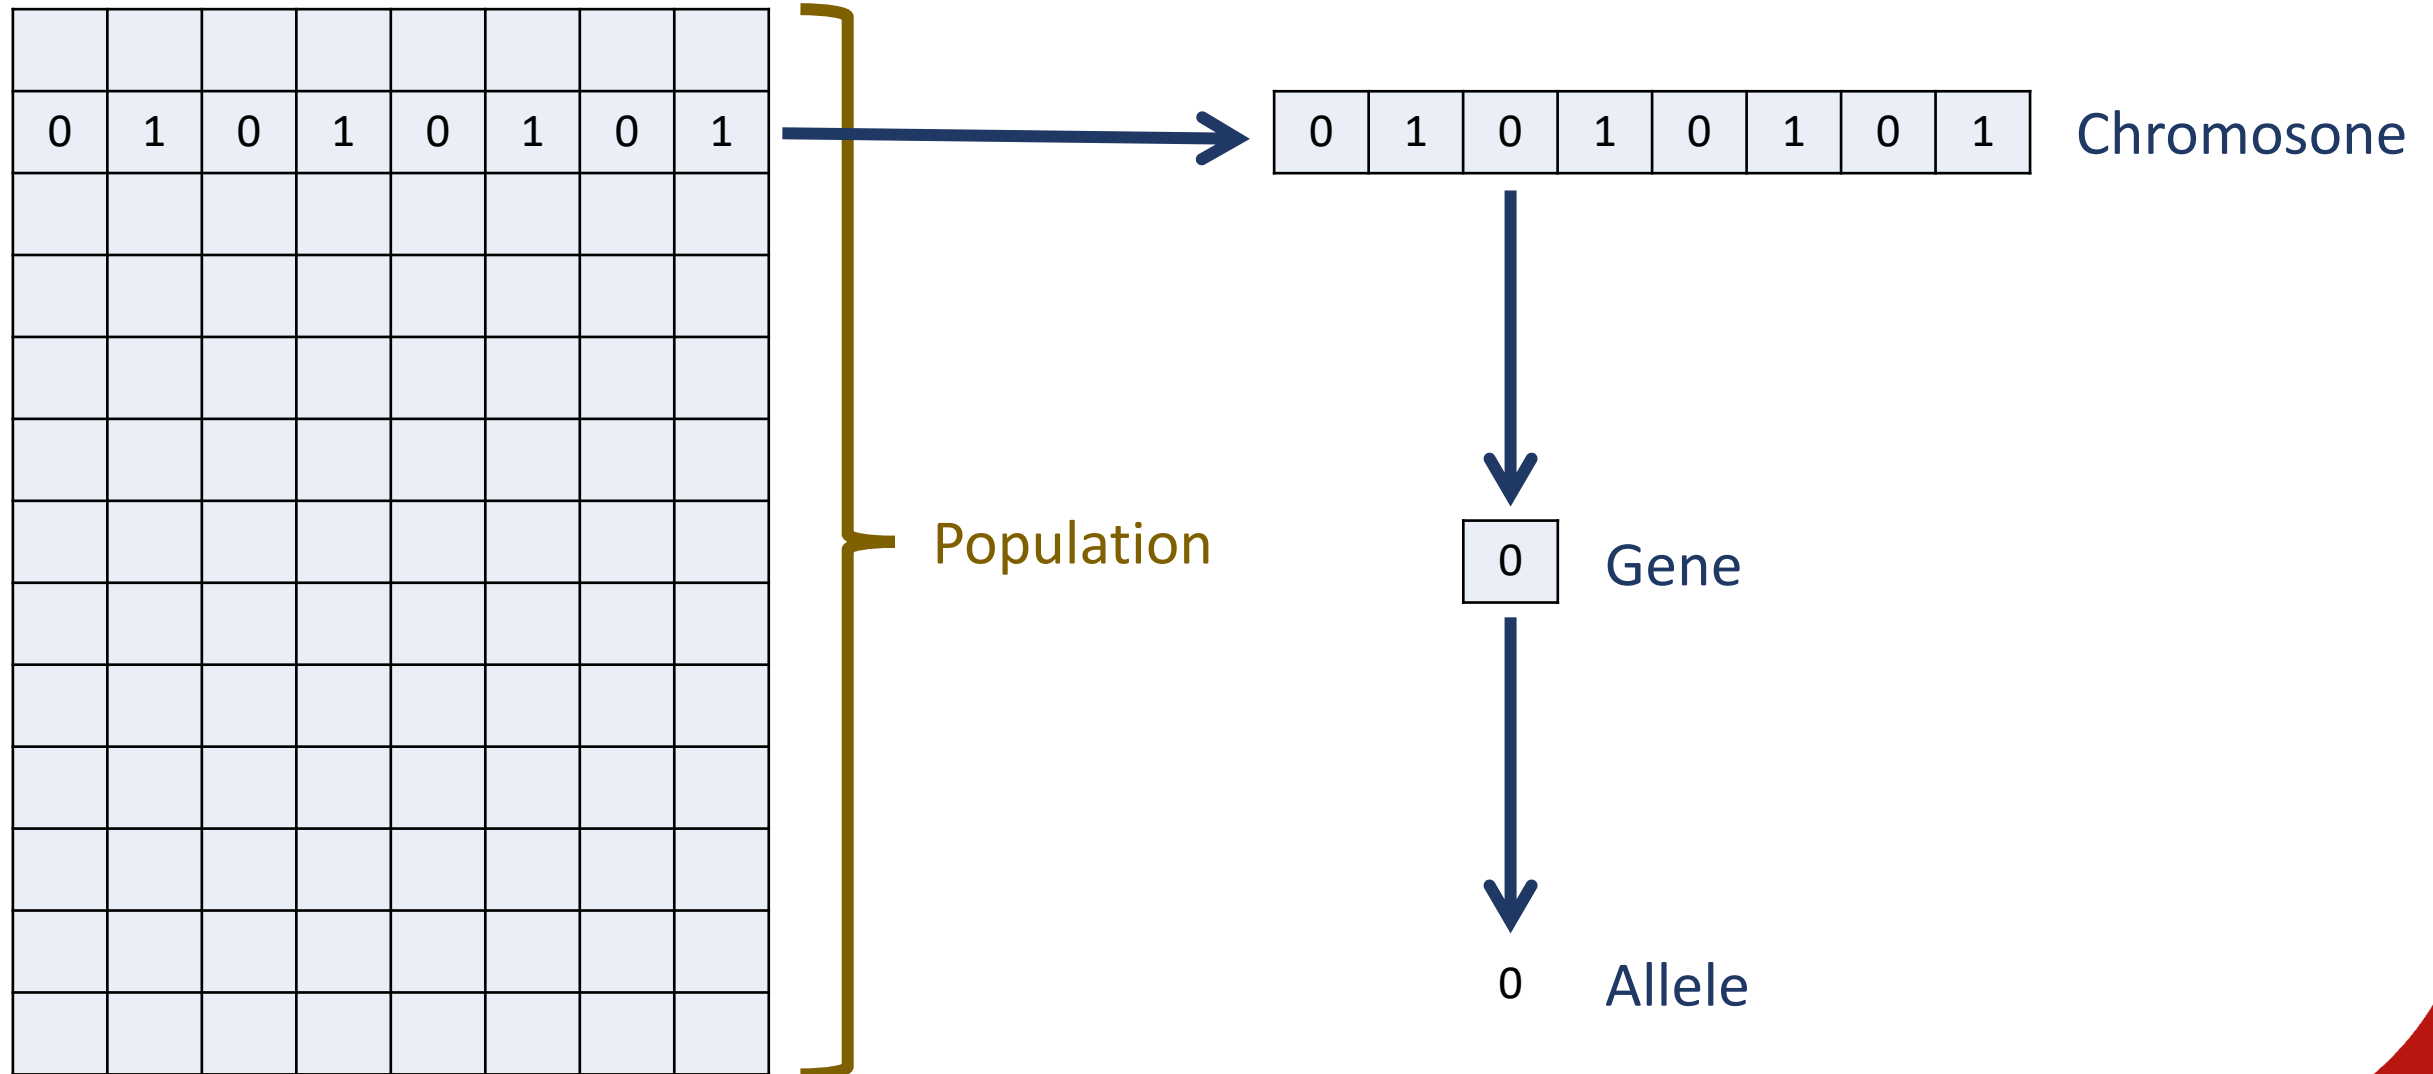 0 1 0 1 0 1 0 1
0 1 0 1 0 1 0 1 Chromosone
Population
0 Gene
0 Allele